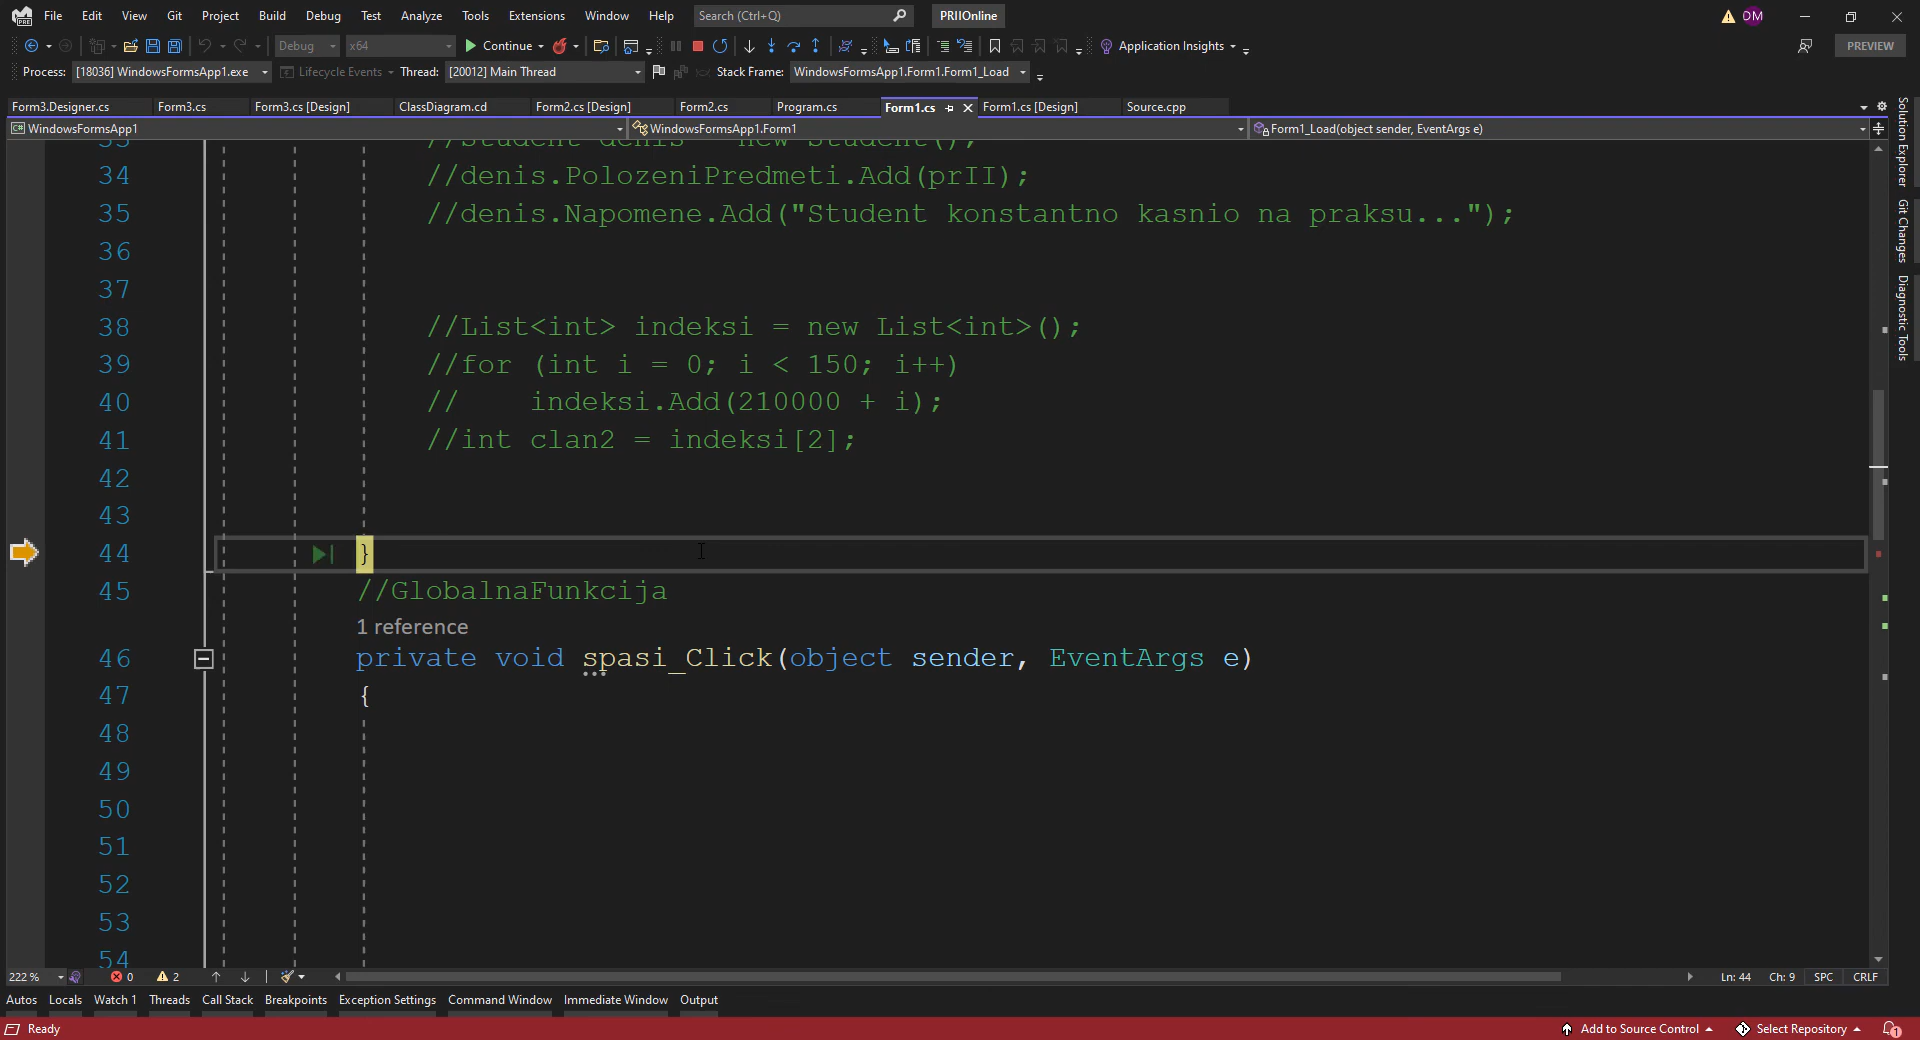 File Edit View Git Project Build Debug Test Analyze Tools Extensions Window Help Search (Ctrl+Q) PRIIOnline DM
Debug x64 Continue Application Insights PREVIEW
Process: [18036] WindowsFormsApp1.exe Lifecycle Events Thread: [20012] Main Thread Stack Frame: WindowsFormsApp1.Form1.Form1_Load
Form3.Designer.cs Form3.cs Form3.cs [Design] ClassDiagram.cd Form2.cs [Design] Form2.cs Program.cs Form1.cs Form1.cs [Design] Source.cpp
C# WindowsFormsApp1 WindowsFormsApp1.Form1 Form1_Load(object sender, EventArgs e)
33 //Student denis = new Student();
34 //denis.PolozeniPredmeti.Add(prII);
35 //denis.Napomene.Add("Student konstantno kasnio na praksu...");
36
37
38 //List<int> indeksi = new List<int>();
39 //for (int i = 0; i < 150; i++)
40 // indeksi.Add(210000 + i);
41 //int clan2 = indeksi[2];
42
43
44 }
45 //GlobalnaFunkcija
1 reference
46 private void spasi_Click(object sender, EventArgs e)
47 {
48
49
50
51
52
53
54
222 % 0 2 Ln: 44 Ch: 9 SPC CRLF
Autos Locals Watch 1 Threads Call Stack Breakpoints Exception Settings Command Window Immediate Window Output
Ready Add to Source Control Select Repository 1
Solution Explorer
Git Changes
Diagnostic Tools